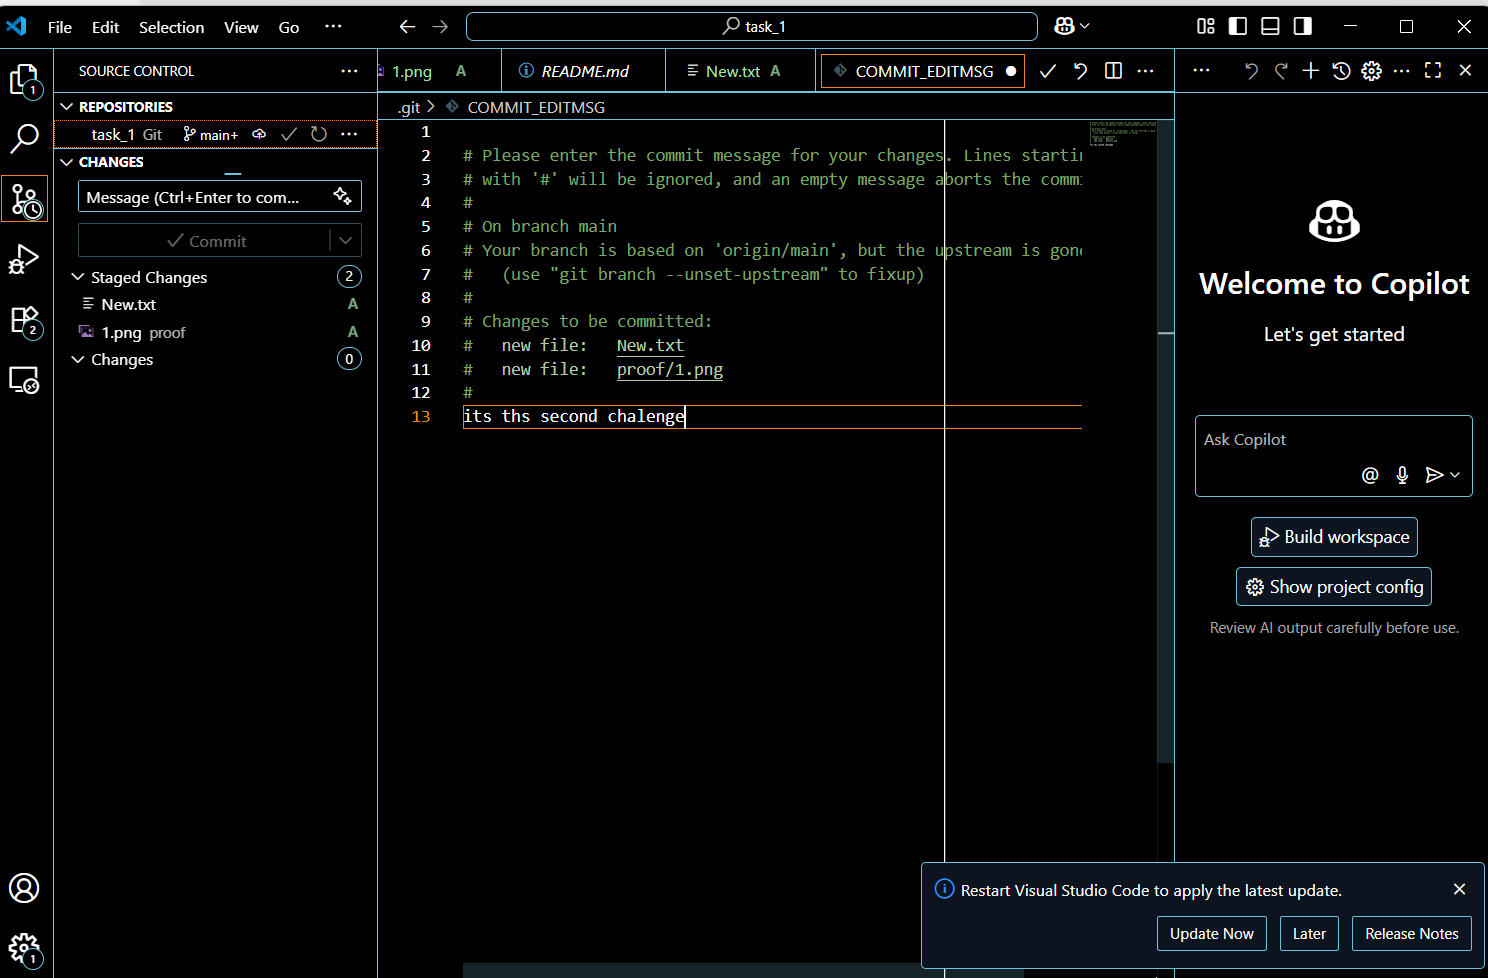 File Edit Selection View Go ···
task_1
SOURCE CONTROL ···
1.png A
README.md
New.txt A
COMMIT_EDITMSG
REPOSITORIES
task_1 Git main+ ···
CHANGES
Message (Ctrl+Enter to com...
Commit
Staged Changes 2
New.txt A
1.png proof A
Changes 0
1
2
2
1
.git > COMMIT_EDITMSG
1
2 # Please enter the commit message for your changes. Lines startin
3 # with '#' will be ignored, and an empty message aborts the commi
4 #
5 # On branch main
6 # Your branch is based on 'origin/main', but the upstream is gone
7 #   (use "git branch --unset-upstream" to fixup)
8 #
9 # Changes to be committed:
10 #   new file:   New.txt
11 #   new file:   proof/1.png
12 #
13 its ths second chalenge
Welcome to Copilot
Let's get started
Ask Copilot
@
Build workspace
Show project config
Review AI output carefully before use.
Restart Visual Studio Code to apply the latest update.
Update Now
Later
Release Notes